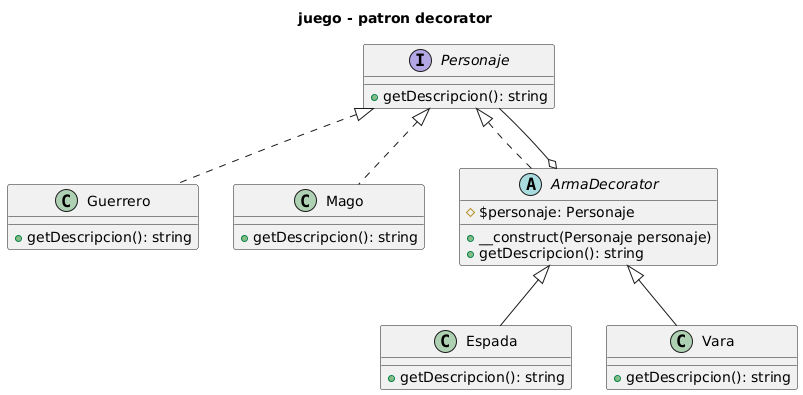 juego - patron decorator
I Personaje
getDescripcion(): string
C Guerrero
getDescripcion(): string
C Mago
getDescripcion(): string
A ArmaDecorator
$personaje: Personaje
__construct(Personaje personaje)
getDescripcion(): string
C Espada
getDescripcion(): string
C Vara
getDescripcion(): string